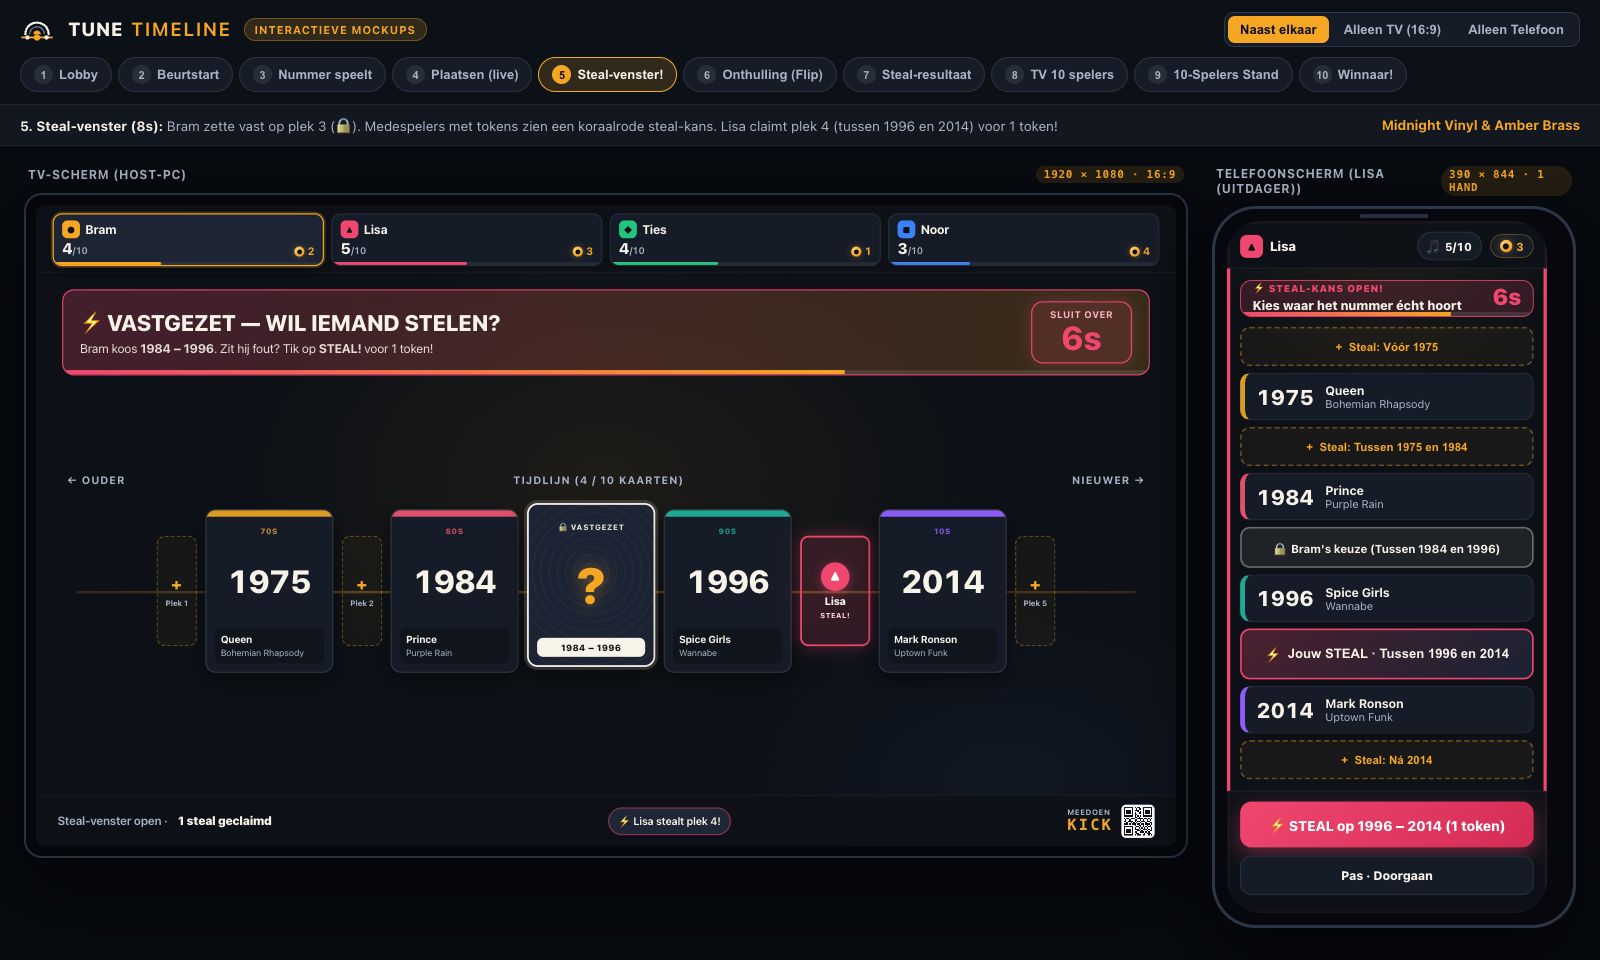 TUNE TIMELINE INTERACTIEVE MOCKUPS
Naast elkaar Alleen TV (16:9) Alleen Telefoon
1 Lobby 2 Beurtstart 3 Nummer speelt 4 Plaatsen (live) 5 Steal-venster! 6 Onthulling (Flip) 7 Steal-resultaat 8 TV 10 spelers 9 10-Spelers Stand 10 Winnaar!
5. Steal-venster (8s): Bram zette vast op plek 3 (🔒). Medespelers met tokens zien een koraalrode steal-kans. Lisa claimt plek 4 (tussen 1996 en 2014) voor 1 token!
Midnight Vinyl & Amber Brass
TV-SCHERM (HOST-PC)
1920 × 1080 · 16:9
Bram
4/10
2
Lisa
5/10
3
Ties
4/10
1
Noor
3/10
4
⚡ VASTGEZET — WIL IEMAND STELEN?
Bram koos 1984 – 1996. Zit hij fout? Tik op STEAL! voor 1 token!
SLUIT OVER
6s
← OUDER
TIJDLIJN (4 / 10 KAARTEN)
NIEUWER →
+
Plek 1
70S
1975
Queen
Bohemian Rhapsody
+
Plek 2
80S
1984
Prince
Purple Rain
🔒 VASTGEZET
?
1984 – 1996
90S
1996
Spice Girls
Wannabe
Lisa
STEAL!
10S
2014
Mark Ronson
Uptown Funk
+
Plek 5
Steal-venster open · 1 steal geclaimd
⚡ Lisa stealt plek 4!
MEEDOEN
KICK
TELEFOONSCHERM (LISA
(UITDAGER))
390 × 844 · 1
HAND
Lisa
🎵 5/10
3
⚡ STEAL-KANS OPEN!
Kies waar het nummer écht hoort
6s
+ Steal: Vóór 1975
1975
Queen
Bohemian Rhapsody
+ Steal: Tussen 1975 en 1984
1984
Prince
Purple Rain
🔒 Bram's keuze (Tussen 1984 en 1996)
1996
Spice Girls
Wannabe
⚡ Jouw STEAL · Tussen 1996 en 2014
2014
Mark Ronson
Uptown Funk
+ Steal: Ná 2014
⚡ STEAL op 1996 – 2014 (1 token)
Pas · Doorgaan